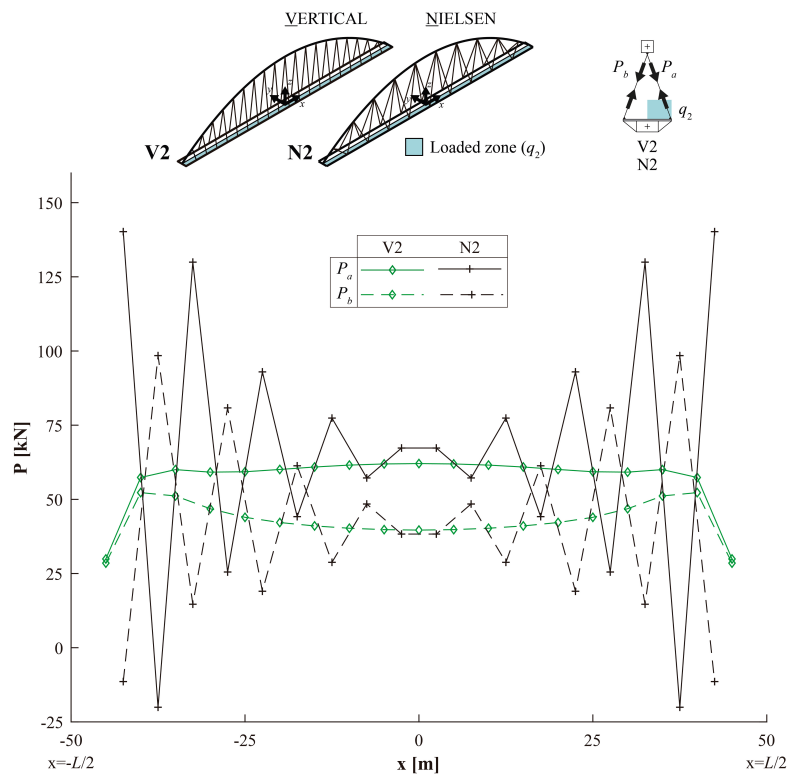 VERTICAL NIELSEN
z
y
x
V2
z
y
x
N2
Loaded zone (q2)
+
Pb Pa
q2
+
V2
N2
V2 N2
Pa
Pb
150
125
100
75
50
25
0
-25
P [kN]
-50 -25 0 25 50
x=-L/2 x [m] x=L/2